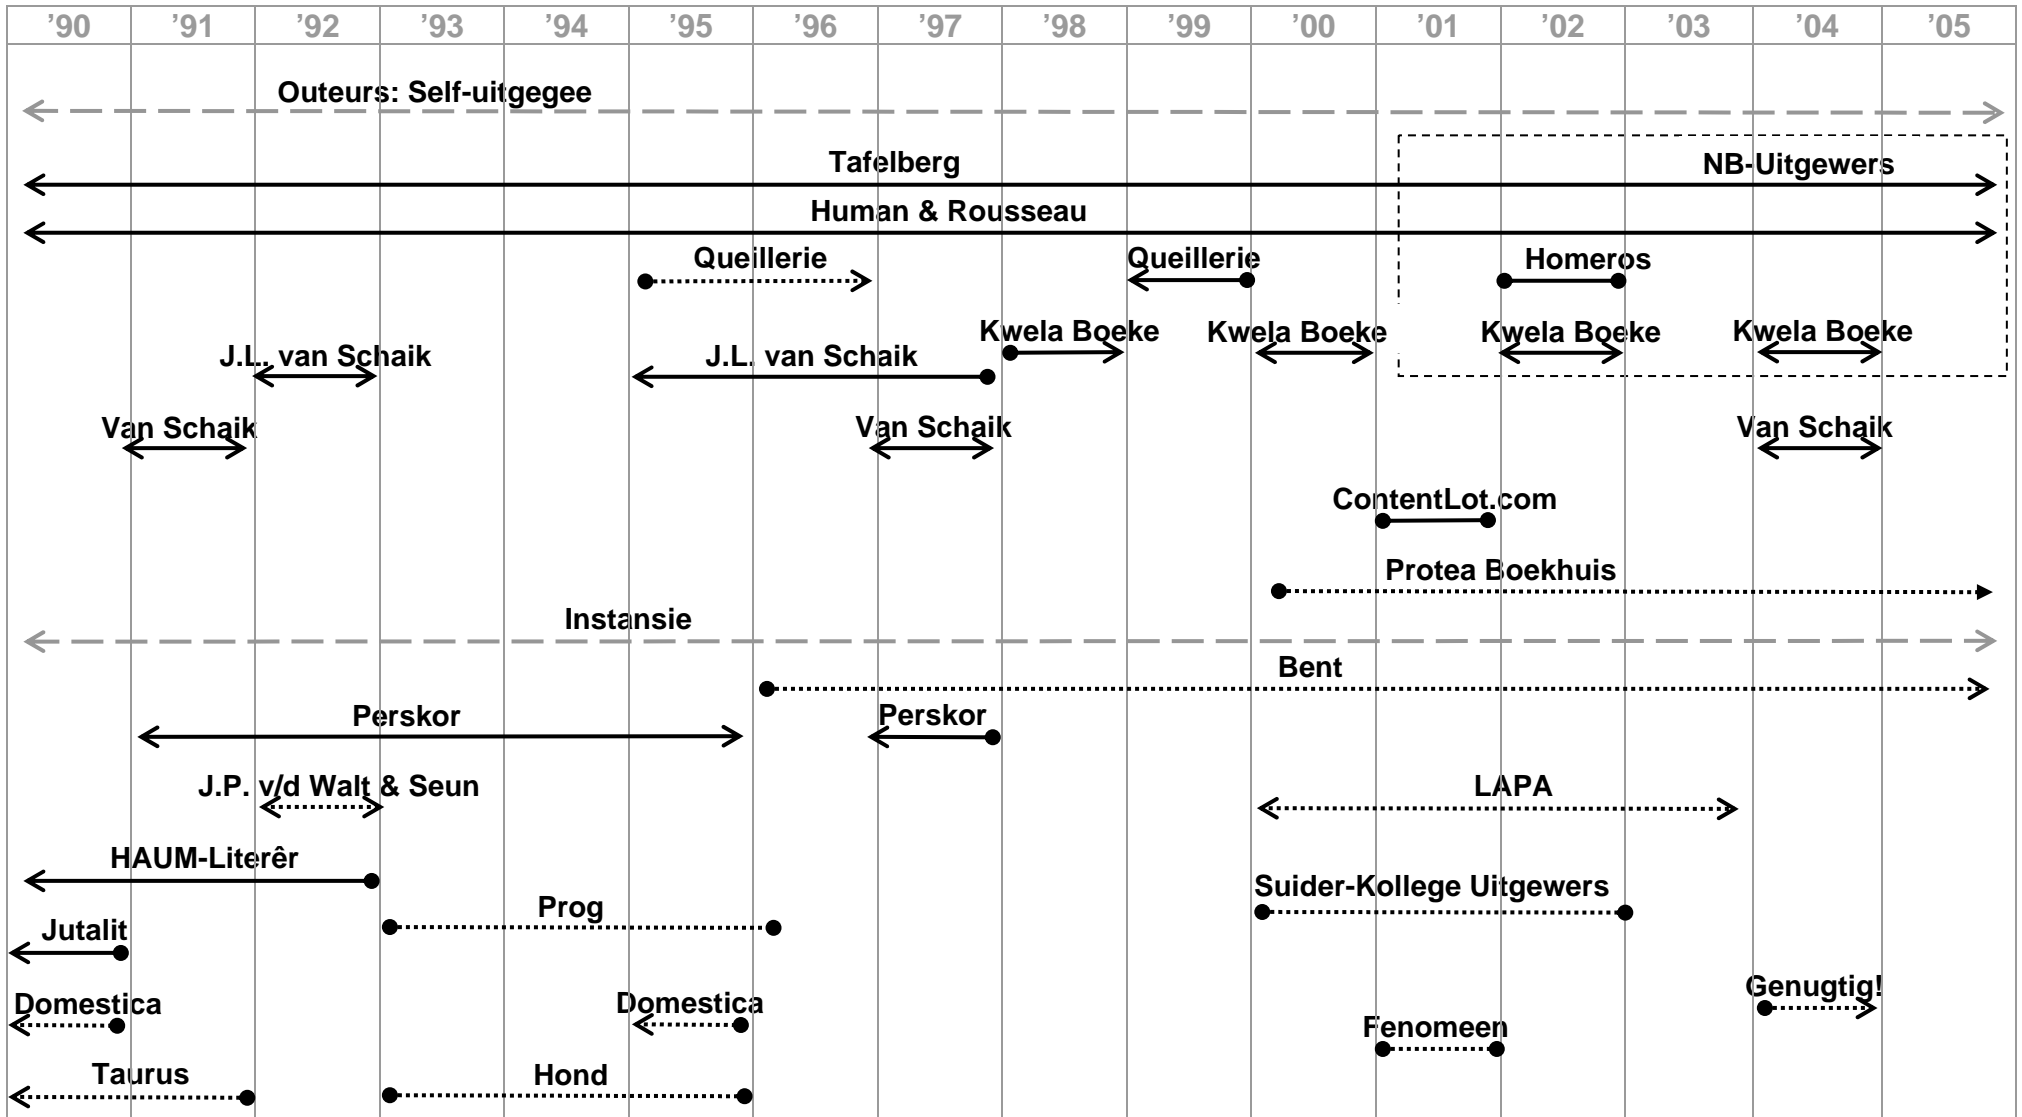 ’90 ’91 ’92 ’93 ’94 ’95 ’96 ’97 ’98 ’99 ’00 ’01 ’02 ’03 ’04 ’05
Outeurs: Self-uitgegee
Tafelberg NB-Uitgewers
Human & Rousseau
Queillerie Queillerie Homeros
Kwela Boeke Kwela Boeke Kwela Boeke Kwela Boeke
J.L. van Schaik J.L. van Schaik
Van Schaik Van Schaik Van Schaik
ContentLot.com
Protea Boekhuis
Instansie
Bent
Perskor Perskor
J.P. v/d Walt & Seun LAPA
HAUM-Literêr
Suider-Kollege Uitgewers
Prog
Jutalit
Genugtig!
Domestica Domestica
Fenomeen
Taurus Hond